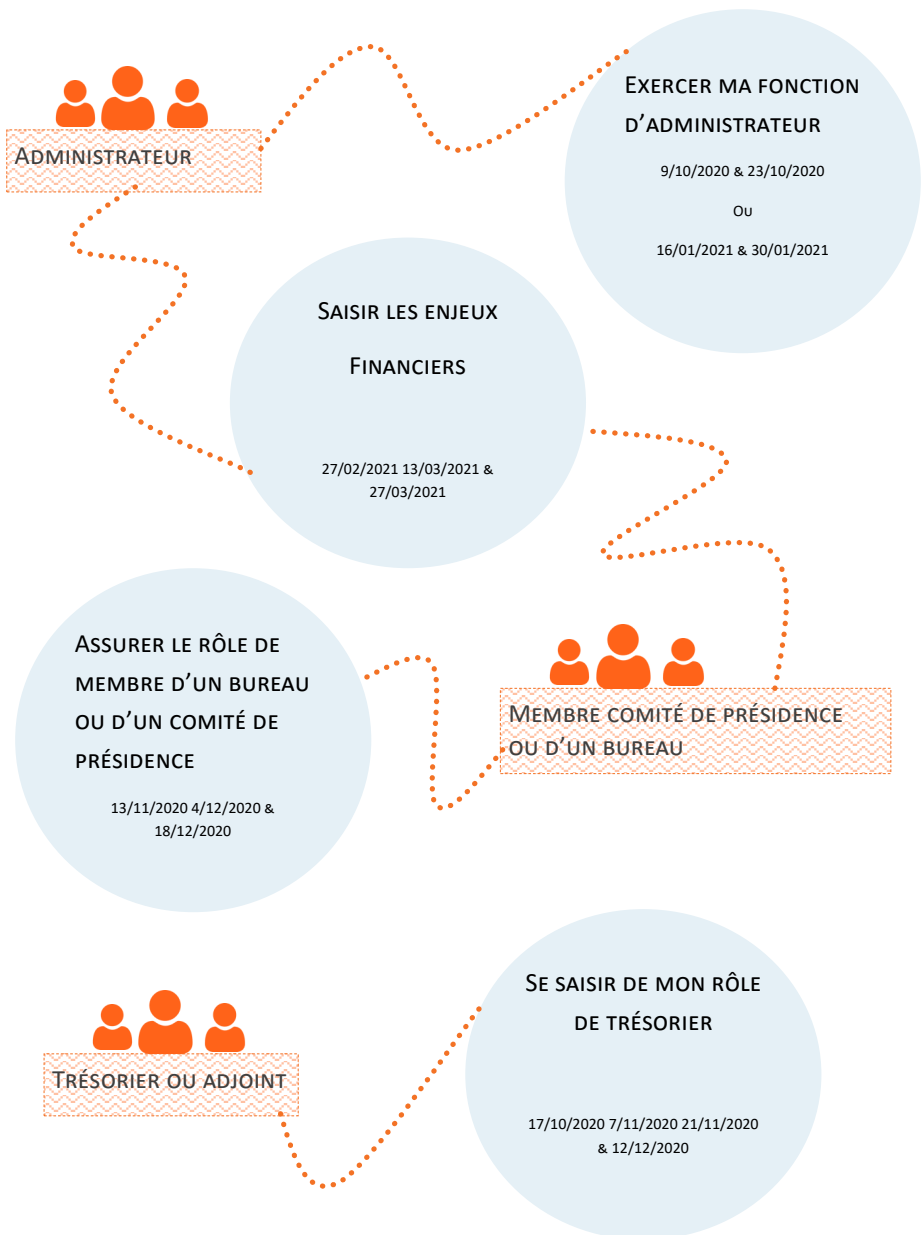 Exercer ma fonction
d'administrateur
9/10/2020 & 23/10/2020
Ou
16/01/2021 & 30/01/2021
Administrateur
Saisir les enjeux
Financiers
27/02/2021 13/03/2021 &
27/03/2021
Assurer le rôle de
membre d'un bureau
ou d'un comité de
présidence
13/11/2020 4/12/2020 &
18/12/2020
Membre comité de présidence
ou d'un bureau
Se saisir de mon rôle
de trésorier
17/10/2020 7/11/2020 21/11/2020
& 12/12/2020
Trésorier ou adjoint